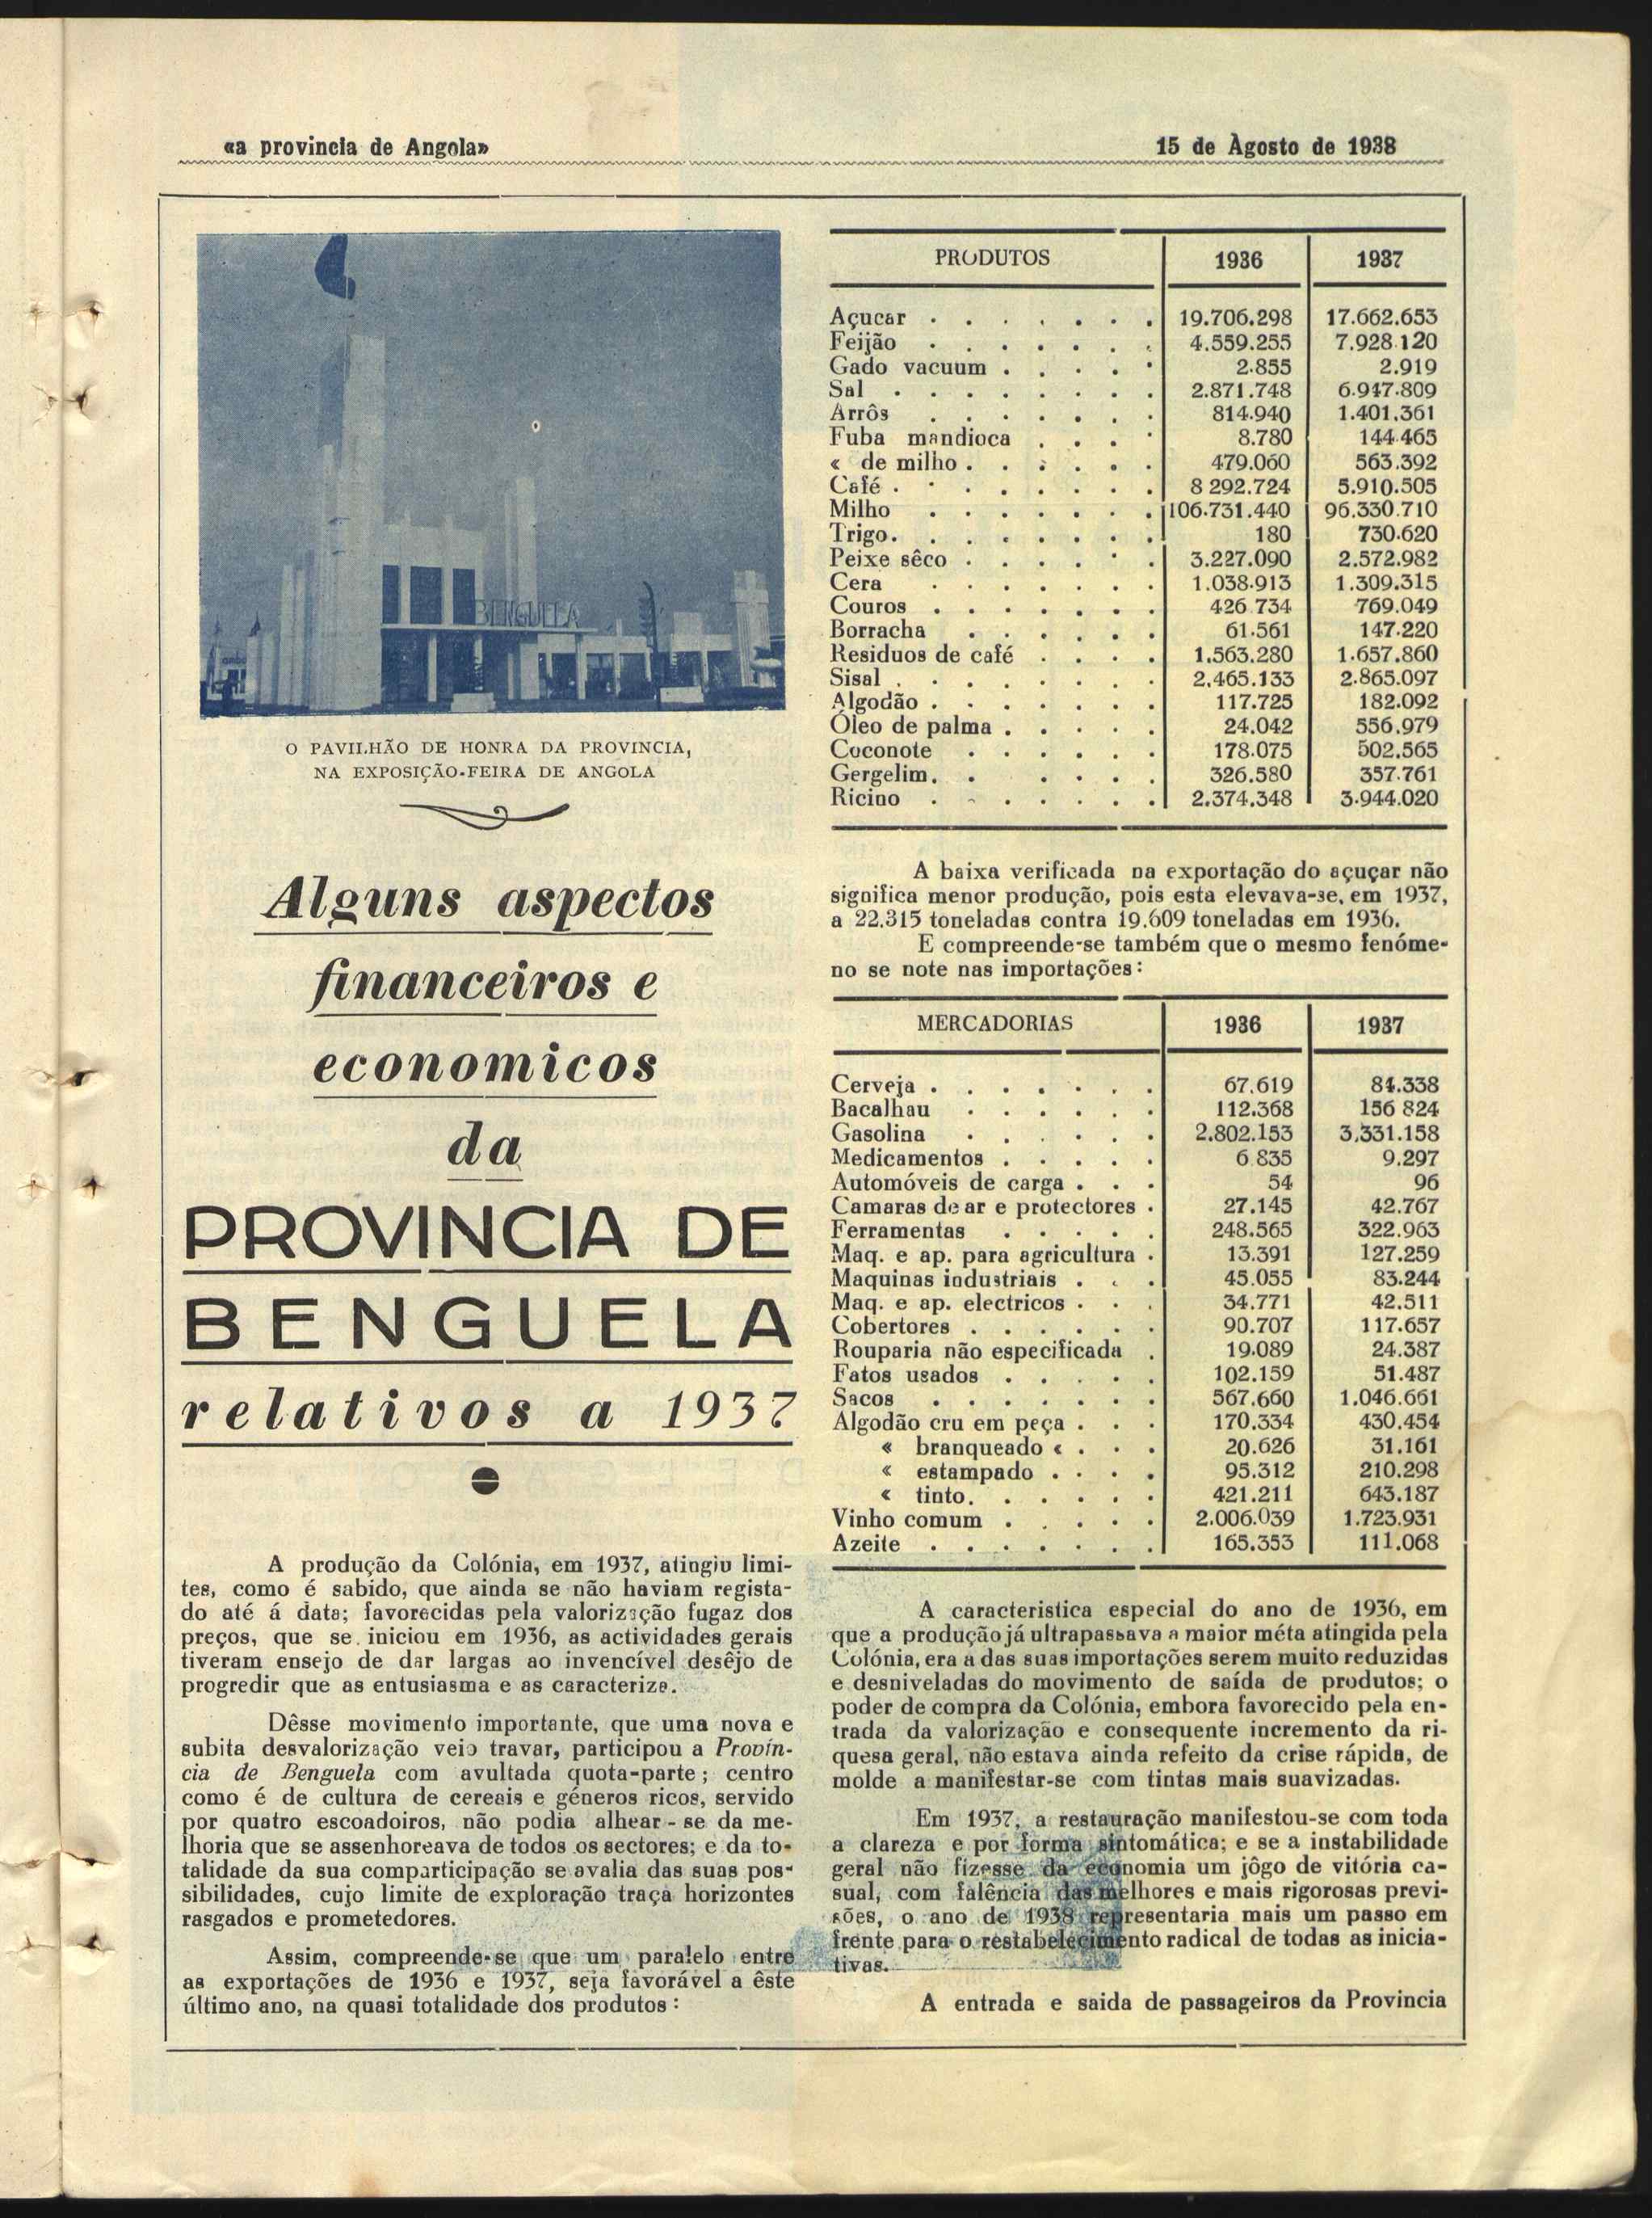 «a provincia de Angola»
15 de Agosto de 1938
BENGUELA
O PAVILHÃO DE HONRA DA PROVINCIA,
NA EXPOSIÇÃO-FEIRA DE ANGOLA
Alguns aspectos
financeiros e
economicos
da
PROVINCIA DE
BENGUELA
relativos a 1937
A produção da Colónia, em 1937, atingiu limi-
tes, como é sabido, que ainda se não haviam regista-
do até á data; favorecidas pela valorização fugaz dos
preços, que se iniciou em 1936, as actividades gerais
tiveram ensejo de dar largas ao invencível desêjo de
progredir que as entusiasma e as caracteriza.
Dêsse movimento importante, que uma nova e
subita desvalorização veio travar, participou a Provín-
cia de Benguela com avultada quota-parte; centro
como é de cultura de cereais e gêneros ricos, servido
por quatro escoadoiros, não podia alhear-se da me-
lhoria que se assenhoreava de todos os sectores; e da to-
talidade da sua comparticipação se avalia das suas pos-
sibilidades, cujo limite de exploração traça horizontes
rasgados e prometedores.
Assim, compreende-se que um paralelo entre
as exportações de 1936 e 1937, seja favorável a êste
último ano, na quasi totalidade dos produtos:
PRODUTOS 1936 1937
Açucar . . . . . . . 19.706.298 17.662.653
Feijão . . . . . . . 4.559.255 7.928.120
Gado vacuum . . . . . 2.855 2.919
Sal . . . . . . . . 2.871.748 6.947.809
Arrôs . . . . . . . 814.940 1.401.361
Fuba mandioca . . . . 8.780 144.465
« de milho . . . . . . 479.060 563.392
Café . . . . . . . . 8 292.724 5.910.505
Milho . . . . . . . 106.731.440 96.330.710
Trigo. . . . . . . . 180 730.620
Peixe sêco . . . . . . 3.227.090 2.572.982
Cera . . . . . . . 1.038.913 1.309.315
Couros . . . . . . . 426 734 769.049
Borracha . . . . . . 61.561 147.220
Residuos de café . . . . 1.563.280 1.657.860
Sisal . . . . . . . . 2.465.133 2.865.097
Algodão . . . . . . . 117.725 182.092
Óleo de palma . . . . . 24.042 556.979
Coconote . . . . . . 178.075 502.565
Gergelim. . . . . . 326.580 357.761
Ricino . . . . . . . 2.374.348 3.944.020
A baixa verificada na exportação do açuçar não
significa menor produção, pois esta elevava-se, em 1937,
a 22.315 toneladas contra 19.609 toneladas em 1936.
E compreende-se também que o mesmo fenóme-
no se note nas importações:
MERCADORIAS 1936 1937
Cerveja . . . . . . . 67.619 84.338
Bacalhau . . . . . . 112.368 156 824
Gasolina . . . . . . 2.802.153 3.331.158
Medicamentos . . . . . 6 835 9.297
Automóveis de carga . . . 54 96
Camaras de ar e protectores . 27.145 42.767
Ferramentas . . . . . 248.565 322.963
Maq. e ap. para agricultura . 13.391 127.259
Maquinas industriais . . . 45.055 83.244
Maq. e ap. electricos . . . 34.771 42.511
Cobertores . . . . . . 90.707 117.657
Rouparia não especificada . 19.089 24.387
Fatos usados . . . . . 102.159 51.487
Sacos . . . . . . . 567.660 1.046.661
Algodão cru em peça . . . 170.334 430.454
« branqueado « . . . 20.626 31.161
« estampado . . . . 95.312 210.298
« tinto. . . . . . 421.211 643.187
Vinho comum . . . . . 2.006.039 1.723.931
Azeite . . . . . . . 165.353 111.068
A caracteristica especial do ano de 1936, em
que a produção já ultrapassava a maior méta atingida pela
Colónia, era a das suas importações serem muito reduzidas
e desniveladas do movimento de saída de produtos; o
poder de compra da Colónia, embora favorecido pela en-
trada da valorização e consequente incremento da ri-
quesa geral, não estava ainda refeito da crise rápida, de
molde a manifestar-se com tintas mais suavizadas.
Em 1937, a restauração manifestou-se com toda
a clareza e por forma sintomática; e se a instabilidade
geral não fizesse da economia um jôgo de vitória ca-
sual, com falência das melhores e mais rigorosas previ-
sões, o ano de 1938 representaria mais um passo em
frente para o restabelecimento radical de todas as inicia-
tivas.
A entrada e saida de passageiros da Provincia